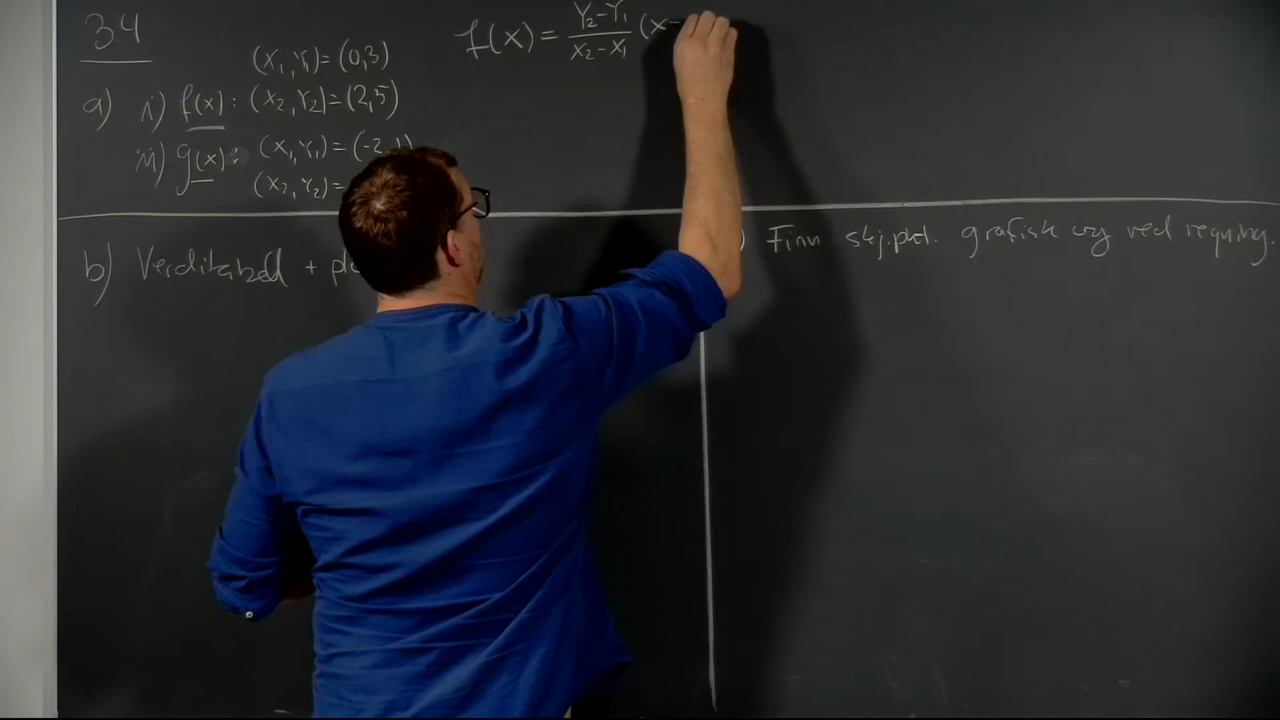 34
f(x) = Y₂-Y₁ / X₂-X₁ (x-
(X₁,Y₁)=(0,3)
a) i) f(x): (X₂,Y₂)=(2,5)
ii) g(x): (X₁,Y₁)=(-2,1)
(X₂,Y₂)=
b) Verditabell +
) Finn skj.pkt. grafisk og ved regning.